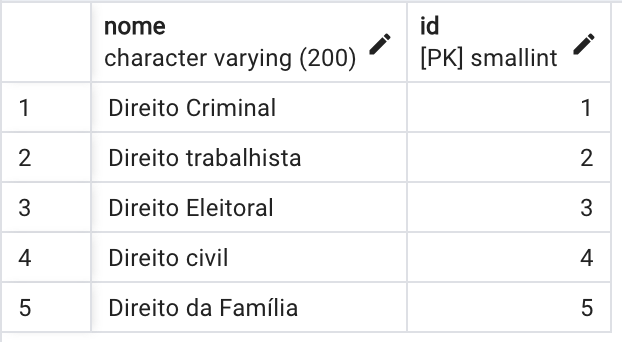 nome id
character varying (200) [PK] smallint
1 Direito Criminal 1
2 Direito trabalhista 2
3 Direito Eleitoral 3
4 Direito civil 4
5 Direito da Família 5